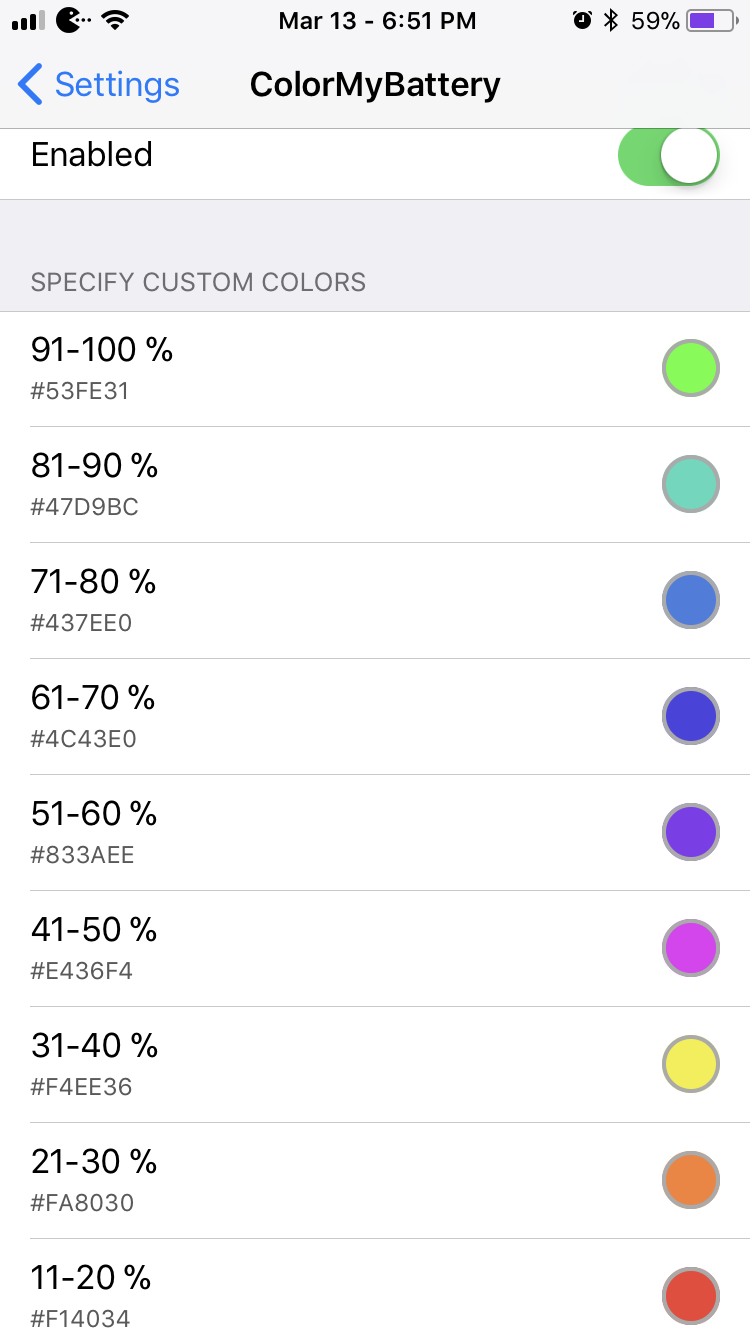 Mar 13 - 6:51 PM 59%
Settings ColorMyBattery
Enabled
SPECIFY CUSTOM COLORS
91-100 %
#53FE31
81-90 %
#47D9BC
71-80 %
#437EE0
61-70 %
#4C43E0
51-60 %
#833AEE
41-50 %
#E436F4
31-40 %
#F4EE36
21-30 %
#FA8030
11-20 %
#F14034